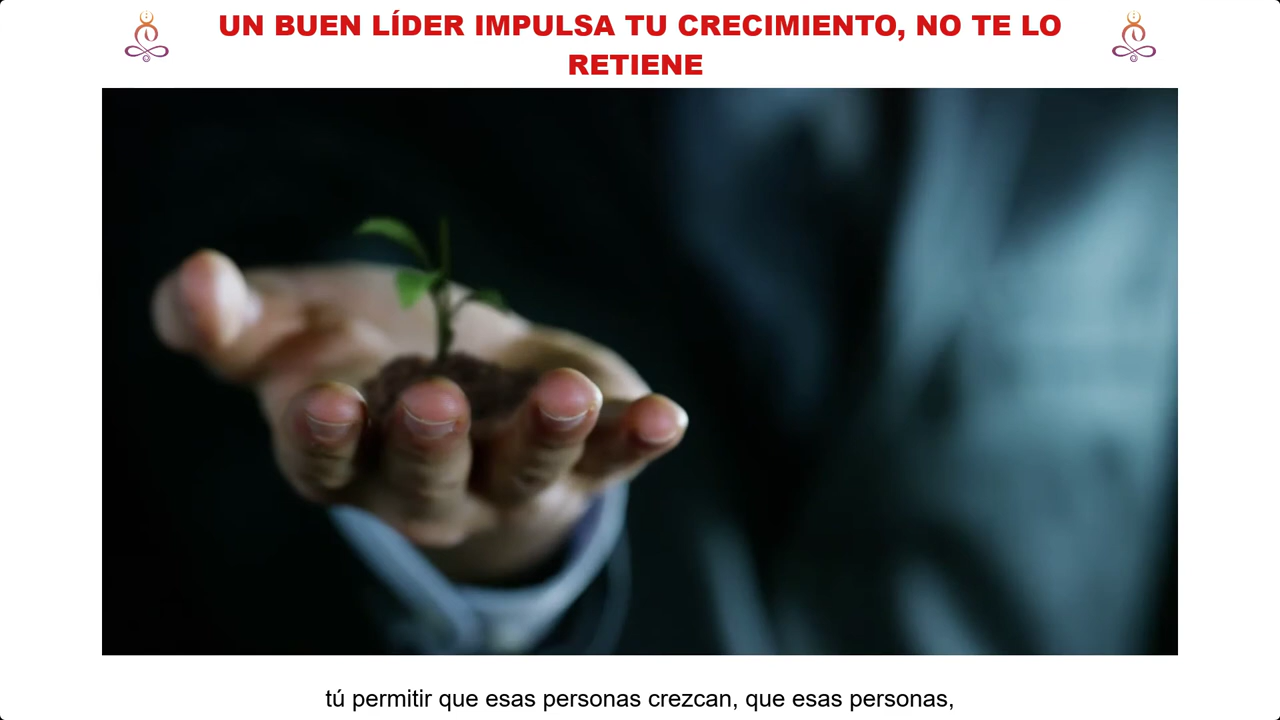 UN BUEN LÍDER IMPULSA TU CRECIMIENTO, NO TE LO
RETIENE
tú permitir que esas personas crezcan, que esas personas,